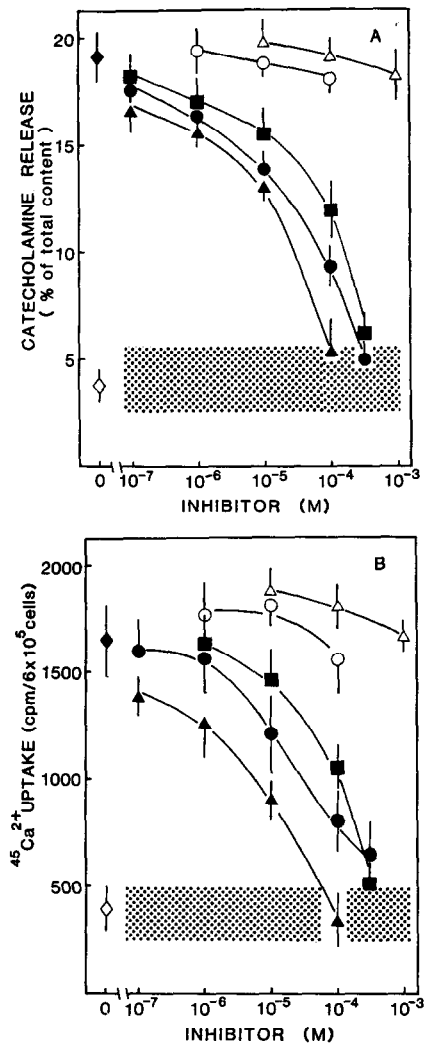 A
CATECHOLAMINE RELEASE
( % of total content)
20
15
10
5
0 10⁻⁷ 10⁻⁶ 10⁻⁵ 10⁻⁴ 10⁻³
INHIBITOR (M)
B
⁴⁵Ca²⁺UPTAKE (cpm/6x10⁵cells)
2000
1500
1000
500
0 10⁻⁷ 10⁻⁶ 10⁻⁵ 10⁻⁴ 10⁻³
INHIBITOR (M)